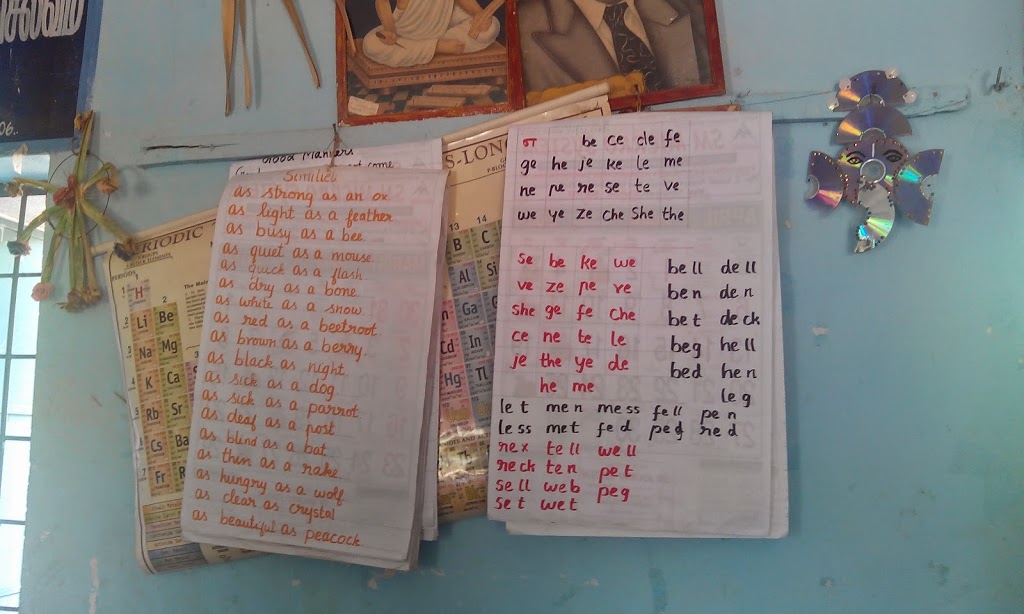 06..
Good Manners
come
Similies
as strong as an ox
as light as a feather
as busy as a bee
as quiet as a mouse.
as quick as a flash
as dry as a bone
as white as a snow.
as red as a beetroot
as brown as a berry
as black as night
as sick as a dog
as sick as a parrot
as deaf as a post
as blind as a bat
as thin as a rake
as hungry as a wolf
as clear as crystal
as beautiful as peacock
எ be ce de fe
ge he je ke le me
ne pe re se te ve
we ye ze che She the
se be ke we
ve ze pe re
she ge fe che
ce ne te le
je the ye de
he me
bell dell
ben den
bet deck
beg hell
bed hen
leg
let men mess fell pen
less met fed peg red
rex tell well
reck ten pet
sell web peg
set wet
ERIODIC
PERIODS
H
Li Be
Na Mg
K Ca
Rb Sr
Cs Ba
Fr R
S-LONG
13 14
B C
Al Si
Ga
Cd In
Hg Tl